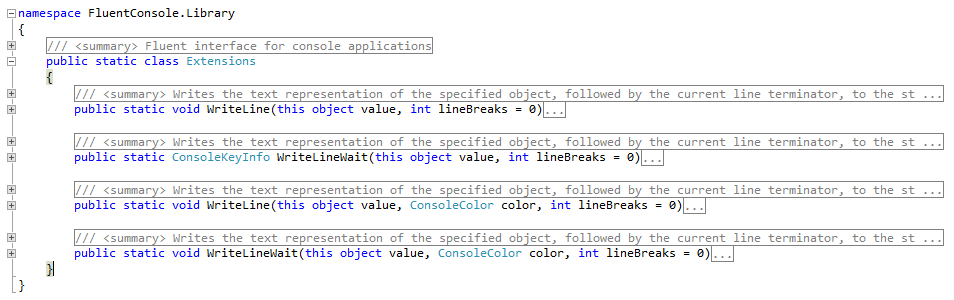 namespace FluentConsole.Library
{
/// <summary> Fluent interface for console applications
public static class Extensions
{
/// <summary> Writes the text representation of the specified object, followed by the current line terminator, to the st ...
public static void WriteLine(this object value, int lineBreaks = 0)...
/// <summary> Writes the text representation of the specified object, followed by the current line terminator, to the st ...
public static ConsoleKeyInfo WriteLineWait(this object value, int lineBreaks = 0)...
/// <summary> Writes the text representation of the specified object, followed by the current line terminator, to the st ...
public static void WriteLine(this object value, ConsoleColor color, int lineBreaks = 0)...
/// <summary> Writes the text representation of the specified object, followed by the current line terminator, to the st ...
public static void WriteLineWait(this object value, ConsoleColor color, int lineBreaks = 0)...
}
}